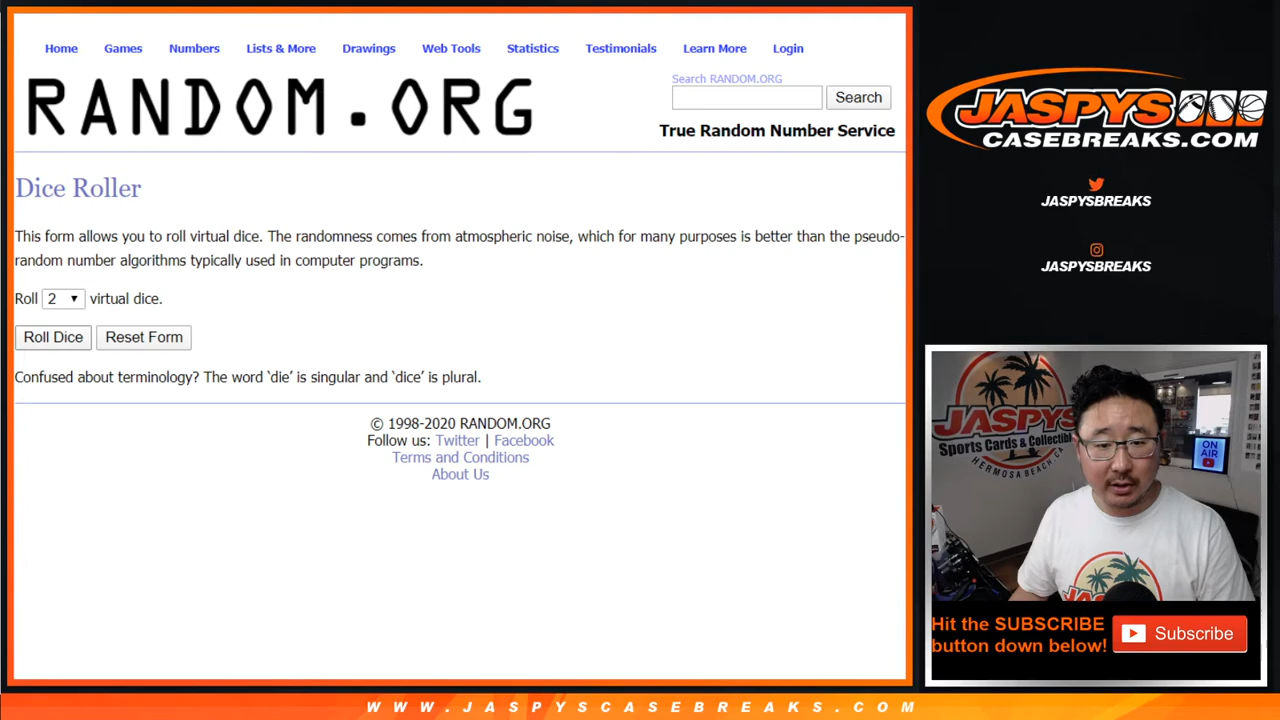 Home Games Numbers Lists & More Drawings Web Tools Statistics Testimonials Learn More Login
RANDOM.ORG
Search RANDOM.ORG
Search
True Random Number Service
Dice Roller
This form allows you to roll virtual dice. The randomness comes from atmospheric noise, which for many purposes is better than the pseudo-
random number algorithms typically used in computer programs.
Roll 2 virtual dice.
Roll Dice Reset Form
Confused about terminology? The word ‘die’ is singular and ‘dice’ is plural.
© 1998-2020 RANDOM.ORG
Follow us: Twitter | Facebook
Terms and Conditions
About Us
JASPYS
CASEBREAKS.COM
JASPYSBREAKS
JASPYSBREAKS
JASPYS
Sports Cards & Collectibl
HERMOSA BEACH CA
ON
AIR
Hit the SUBSCRIBE
button down below!
Subscribe
WWW.JASPYSCASEBREAKS.COM